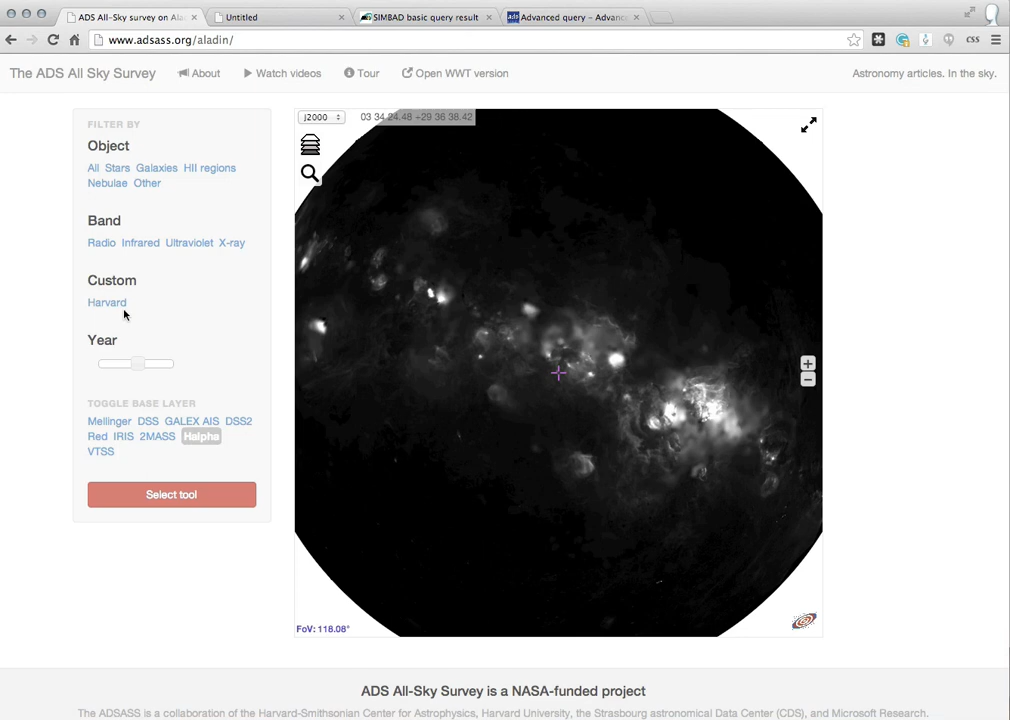 ADS All-Sky survey on Ala
Untitled
SIMBAD basic query result
ads Advanced query – Advanc
www.adsass.org/aladin/
CSS
The ADS All Sky Survey
About
Watch videos
Tour
Open WWT version
Astronomy articles. In the sky.
FILTER BY
Object
All Stars Galaxies HII regions
Nebulae Other
Band
Radio Infrared Ultraviolet X-ray
Custom
Harvard
Year
TOGGLE BASE LAYER
Mellinger DSS GALEX AIS DSS2
Red IRIS 2MASS Halpha
VTSS
Select tool
J2000 03 34 24.48 +29 36 38.42
FoV: 118.08°
ADS All-Sky Survey is a NASA-funded project
The ADSASS is a collaboration of the Harvard-Smithsonian Center for Astrophysics, Harvard University, the Strasbourg astronomical Data Center (CDS), and Microsoft Research.